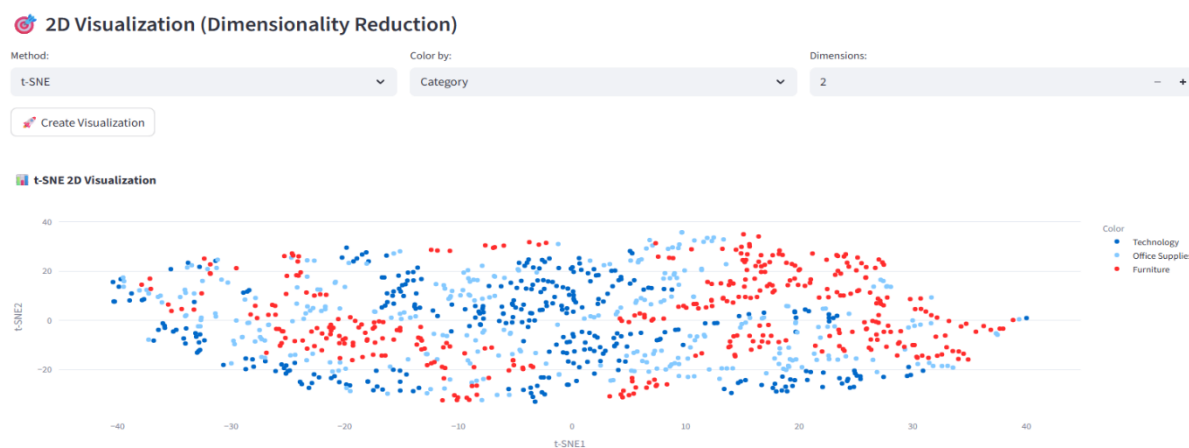 2D Visualization (Dimensionality Reduction)
Method: Color by: Dimensions:
t-SNE Category 2 − +
Create Visualization
t-SNE 2D Visualization
Color
Technology
Office Supplies
Furniture
40
20
0
−20
t-SNE2
−40 −30 −20 −10 0 10 20 30 40
t-SNE1